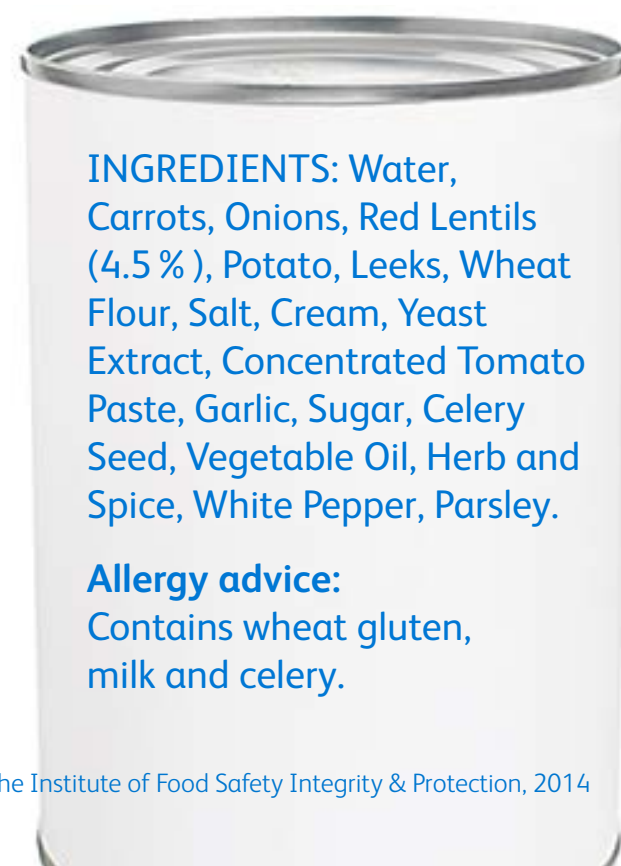 INGREDIENTS: Water,
Carrots, Onions, Red Lentils
(4.5 % ), Potato, Leeks, Wheat
Flour, Salt, Cream, Yeast
Extract, Concentrated Tomato
Paste, Garlic, Sugar, Celery
Seed, Vegetable Oil, Herb and
Spice, White Pepper, Parsley.
Allergy advice:
Contains wheat gluten,
milk and celery.
Institute of Food Safety Integrity & Protection, 2014